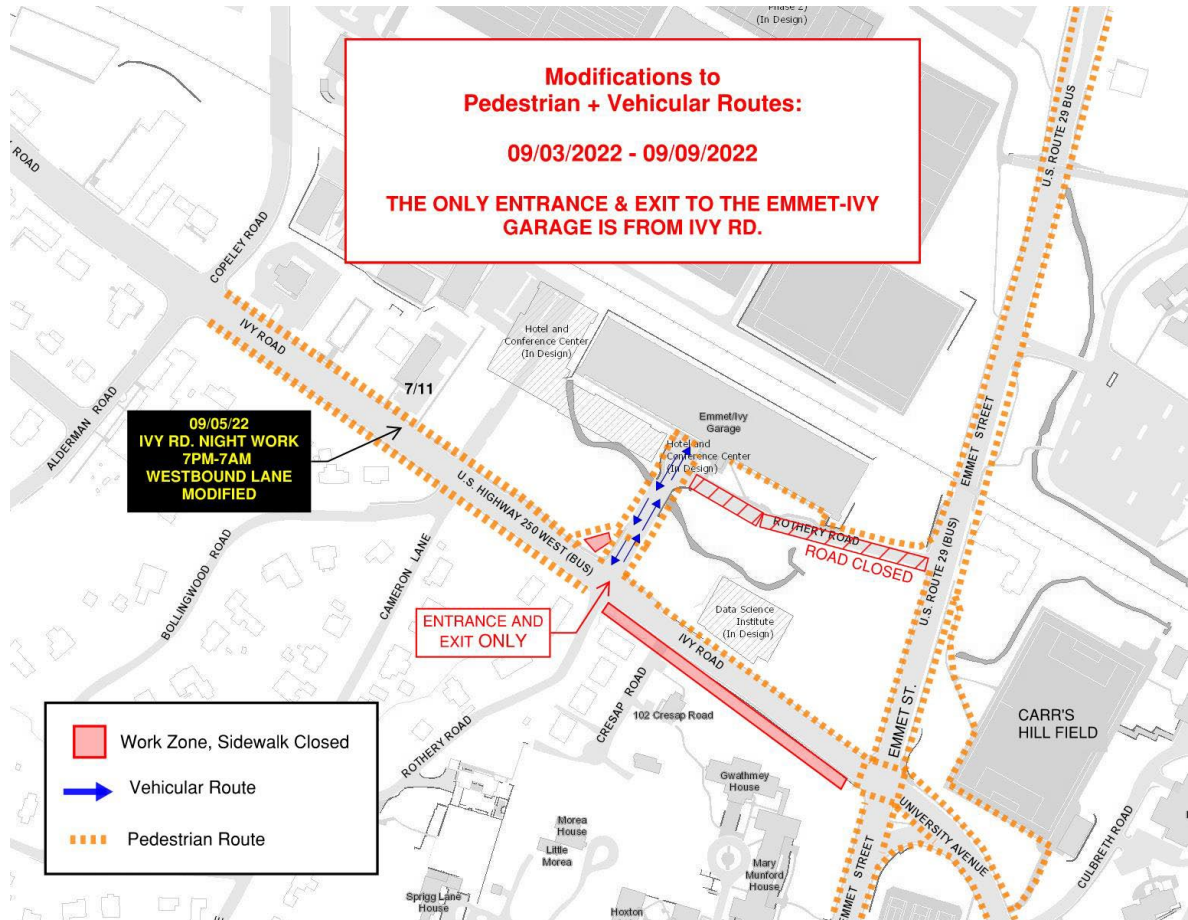 Phase 2)
(In Design)
Modifications to
Pedestrian + Vehicular Routes:
09/03/2022 - 09/09/2022
THE ONLY ENTRANCE & EXIT TO THE EMMET-IVY
GARAGE IS FROM IVY RD.
U.S. ROUTE 29 BUS
ROAD
COPELEY ROAD
IVY ROAD
Hotel and
Conference Center
(In Design)
7/11
ALDERMAN ROAD
09/05/22
IVY RD. NIGHT WORK
7PM-7AM
WESTBOUND LANE
MODIFIED
Emmet/Ivy
Garage
Hotel and
Conference Center
(In Design)
EMMET STREET
U.S. HIGHWAY 250 WEST (BUS)
ROTHERY ROAD
ROAD CLOSED
U.S. ROUTE 29 (BUS)
BOLLINGWOOD ROAD
CAMERON LANE
ENTRANCE AND
EXIT ONLY
Data Science
Institute
(In Design)
IVY ROAD
CRESAP ROAD
102 Cresap Road
ROTHERY ROAD
EMMET ST.
CARR'S
HILL FIELD
Work Zone, Sidewalk Closed
Vehicular Route
Pedestrian Route
Gwathmey
House
UNIVERSITY AVENUE
CULBRETH ROAD
Morea
House
Little
Morea
Mary
Munford
House
EMMET STREET
Sprigg Lane
House
Hoxton